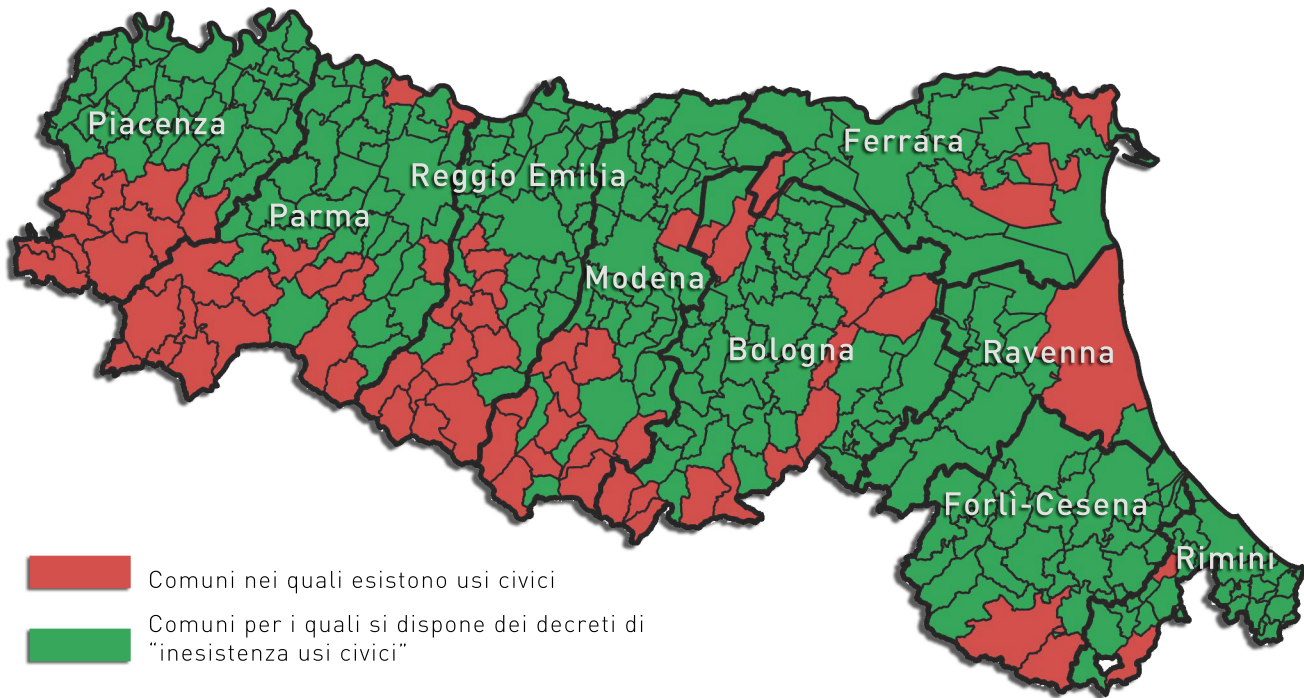 Piacenza
Ferrara
Reggio Emilia
Parma
Modena
Bologna
Ravenna
Forlì-Cesena
Rimini
Comuni nei quali esistono usi civici
Comuni per i quali si dispone dei decreti di
"inesistenza usi civici"